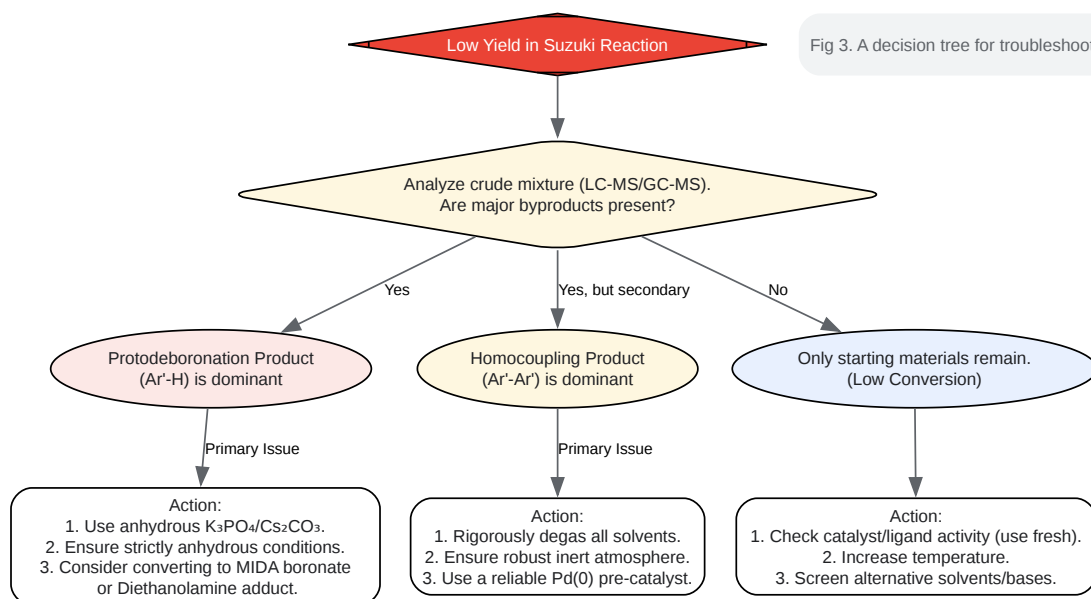 Low Yield in Suzuki Reaction
Fig 3. A decision tree for troubleshoot
Analyze crude mixture (LC-MS/GC-MS).
Are major byproducts present?
Yes
Yes, but secondary
No
Protodeboronation Product
(Ar'-H) is dominant
Homocoupling Product
(Ar'-Ar') is dominant
Only starting materials remain.
(Low Conversion)
Primary Issue
Primary Issue
Action:
1. Use anhydrous K₃PO₄/Cs₂CO₃.
2. Ensure strictly anhydrous conditions.
3. Consider converting to MIDA boronate
or Diethanolamine adduct.
Action:
1. Rigorously degas all solvents.
2. Ensure robust inert atmosphere.
3. Use a reliable Pd(0) pre-catalyst.
Action:
1. Check catalyst/ligand activity (use fresh).
2. Increase temperature.
3. Screen alternative solvents/bases.